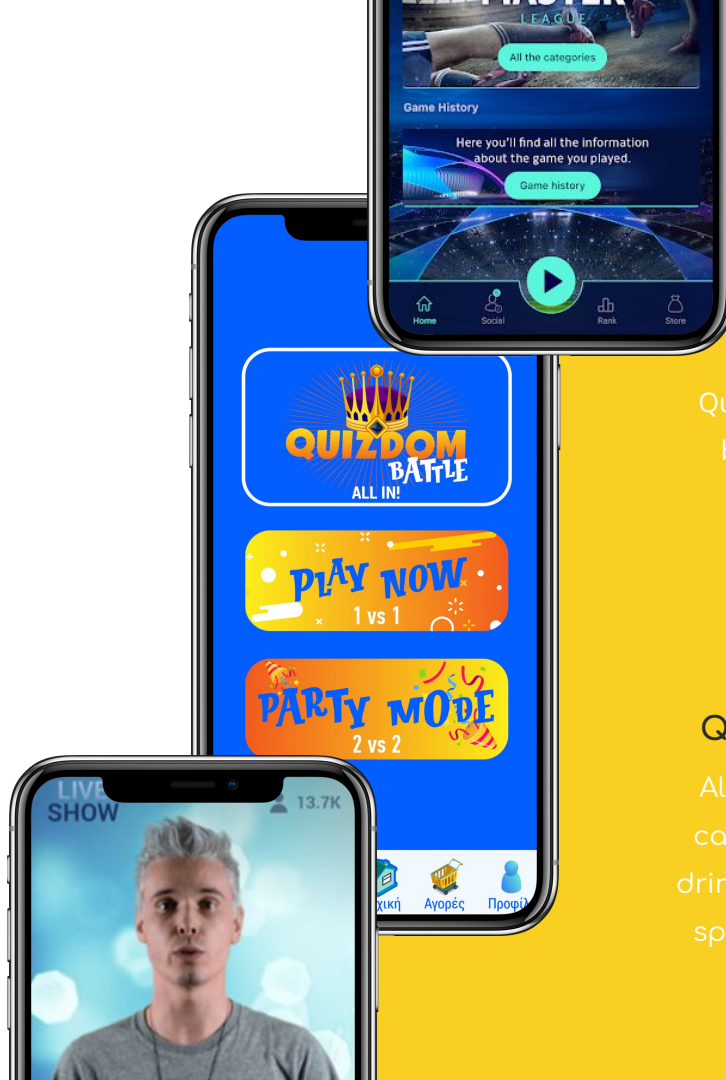 MASTER
LEAGUE
All the categories
Game History
Here you'll find all the information
about the game you played.
Game history
Home
Social
Rank
Store
QUIZDOM
BATTLE
ALL IN!
PLAY NOW
1 vs 1
PARTY MODE
2 vs 2
Αγορές
LIVE
SHOW
13.7K